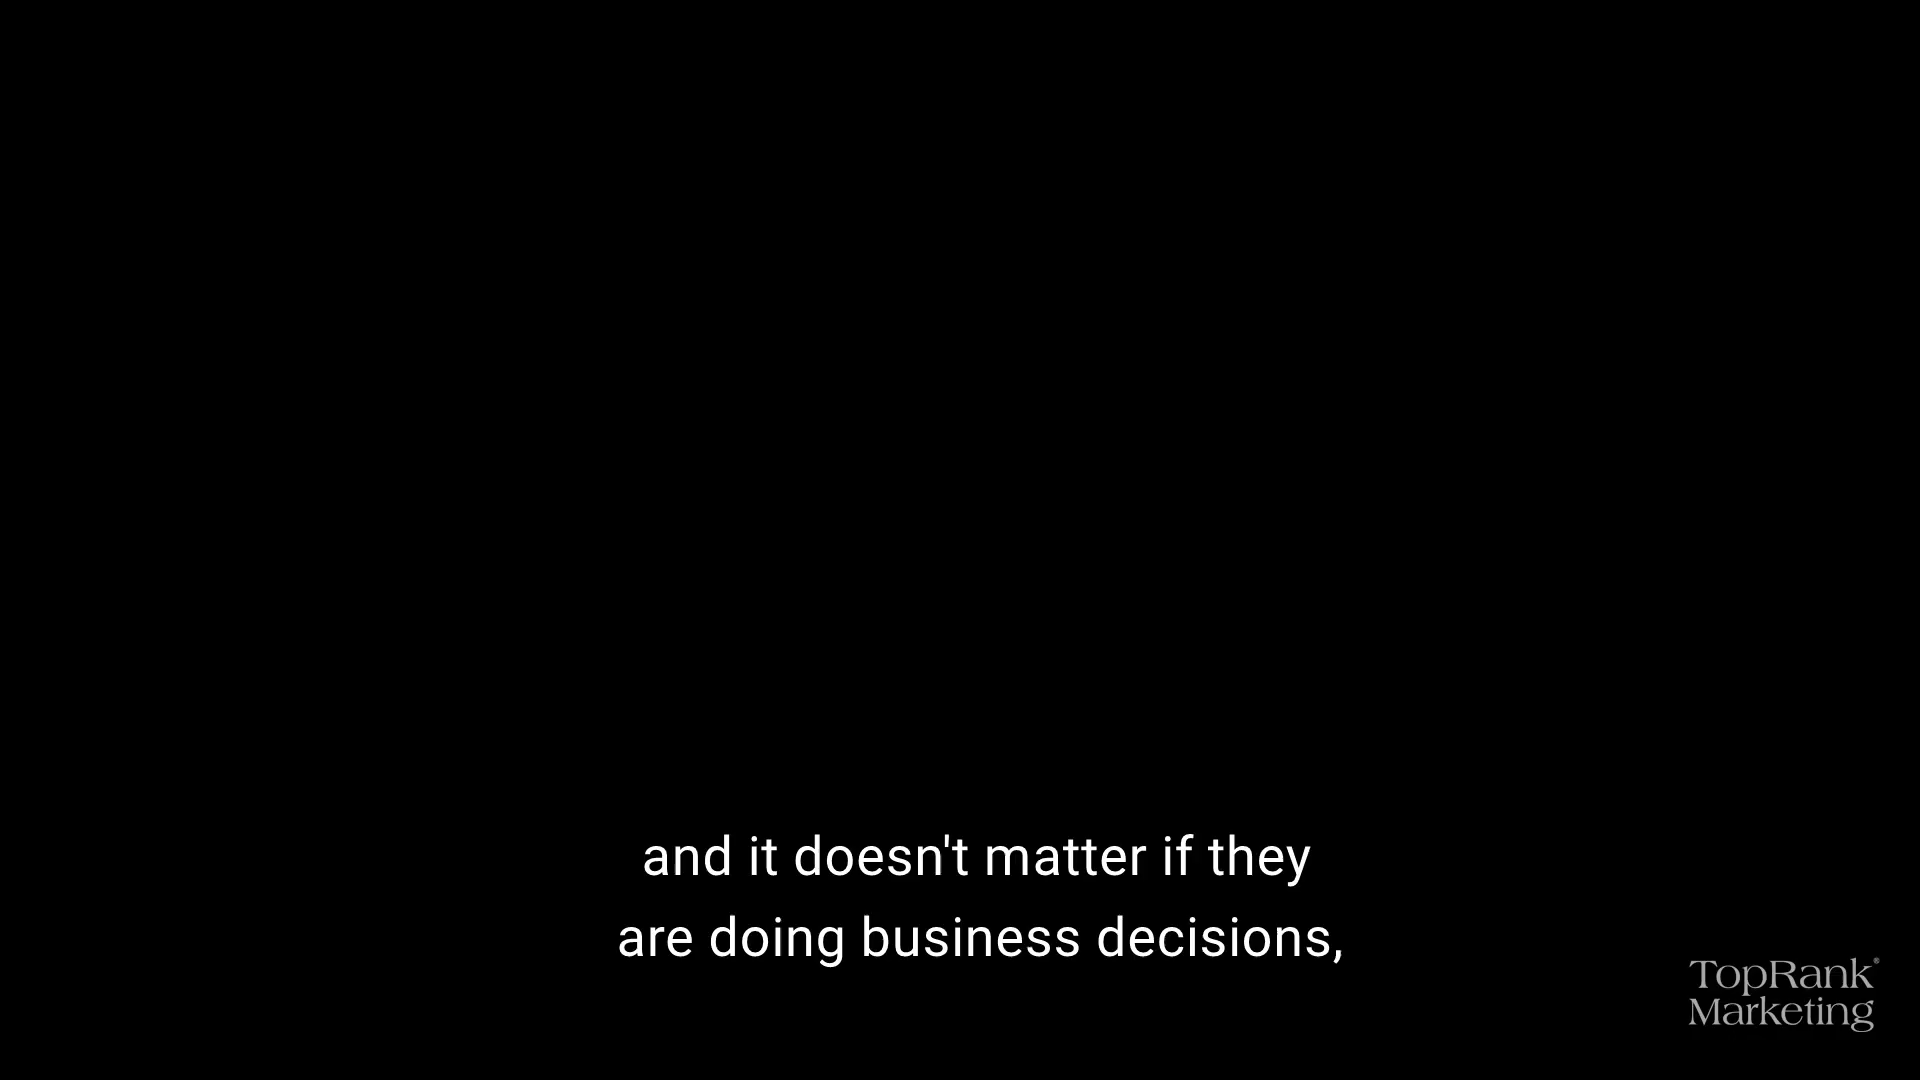 and it doesn't matter if they
are doing business decisions,
TopRank®
Marketing